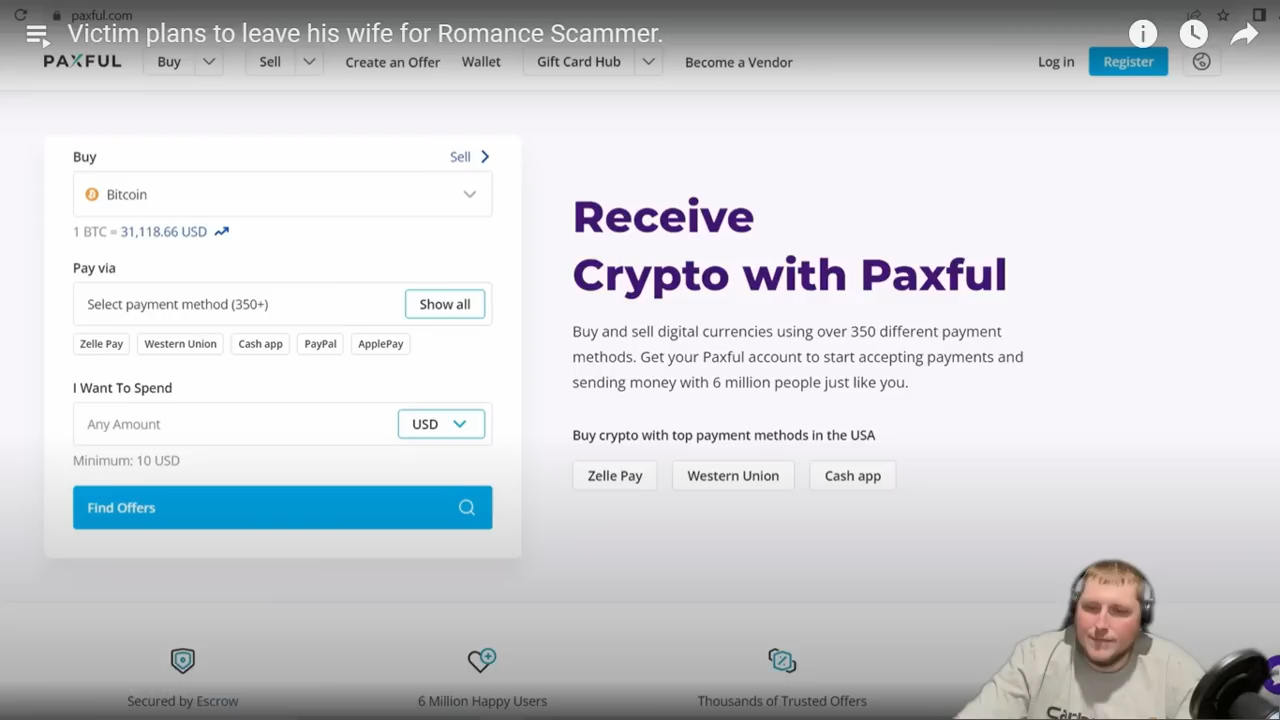 paxful.com
Victim plans to leave his wife for Romance Scammer.
PAXFUL Buy Sell Create an Offer Wallet Gift Card Hub Become a Vendor Log in Register
Buy Sell
Bitcoin
1 BTC = 31,118.66 USD
Pay via
Select payment method (350+) Show all
Zelle Pay Western Union Cash app PayPal ApplePay
I Want To Spend
Any Amount USD
Minimum: 10 USD
Find Offers
Receive
Crypto with Paxful
Buy and sell digital currencies using over 350 different payment
methods. Get your Paxful account to start accepting payments and
sending money with 6 million people just like you.
Buy crypto with top payment methods in the USA
Zelle Pay Western Union Cash app
Secured by Escrow 6 Million Happy Users Thousands of Trusted Offers